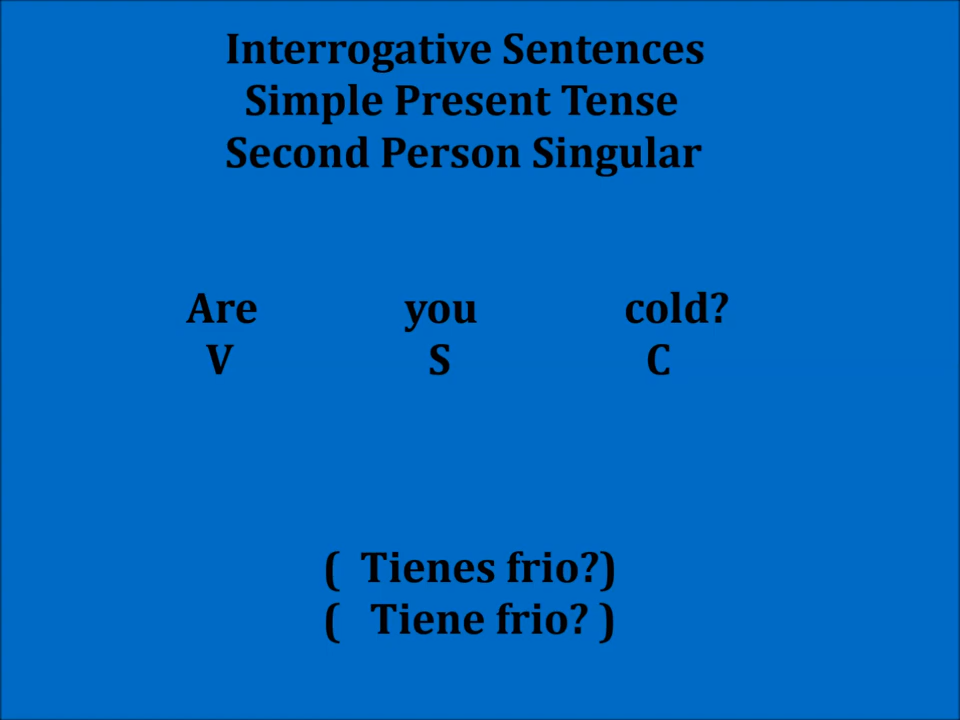 Interrogative Sentences
Simple Present Tense
Second Person Singular
Are you cold?
V S C
( Tienes frio?)
( Tiene frio? )